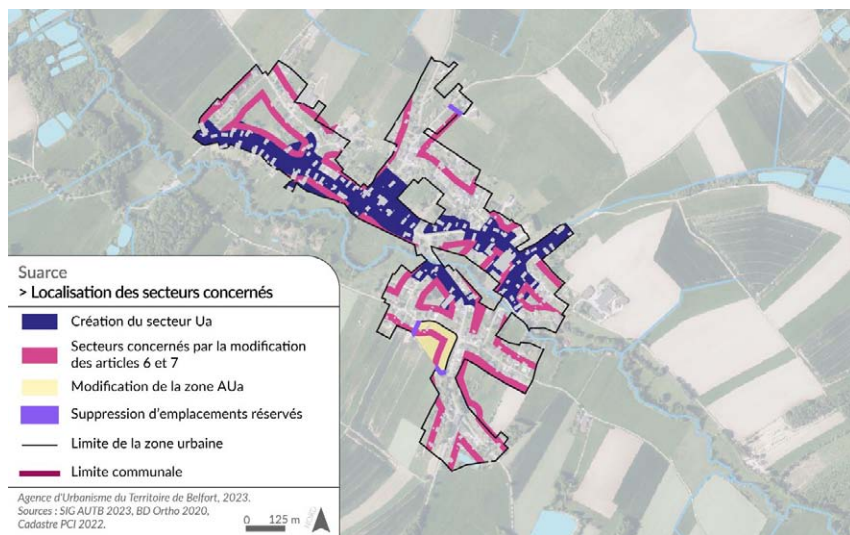 Suarce
> Localisation des secteurs concernés
Création du secteur Ua
Secteurs concernés par la modification
des articles 6 et 7
Modification de la zone AUa
Suppression d'emplacements réservés
Limite de la zone urbaine
Limite communale
Agence d'Urbanisme du Territoire de Belfort, 2023.
Sources : SIG AUTB 2023, BD Ortho 2020,
Cadastre PCI 2022.
0 125 m
NORD